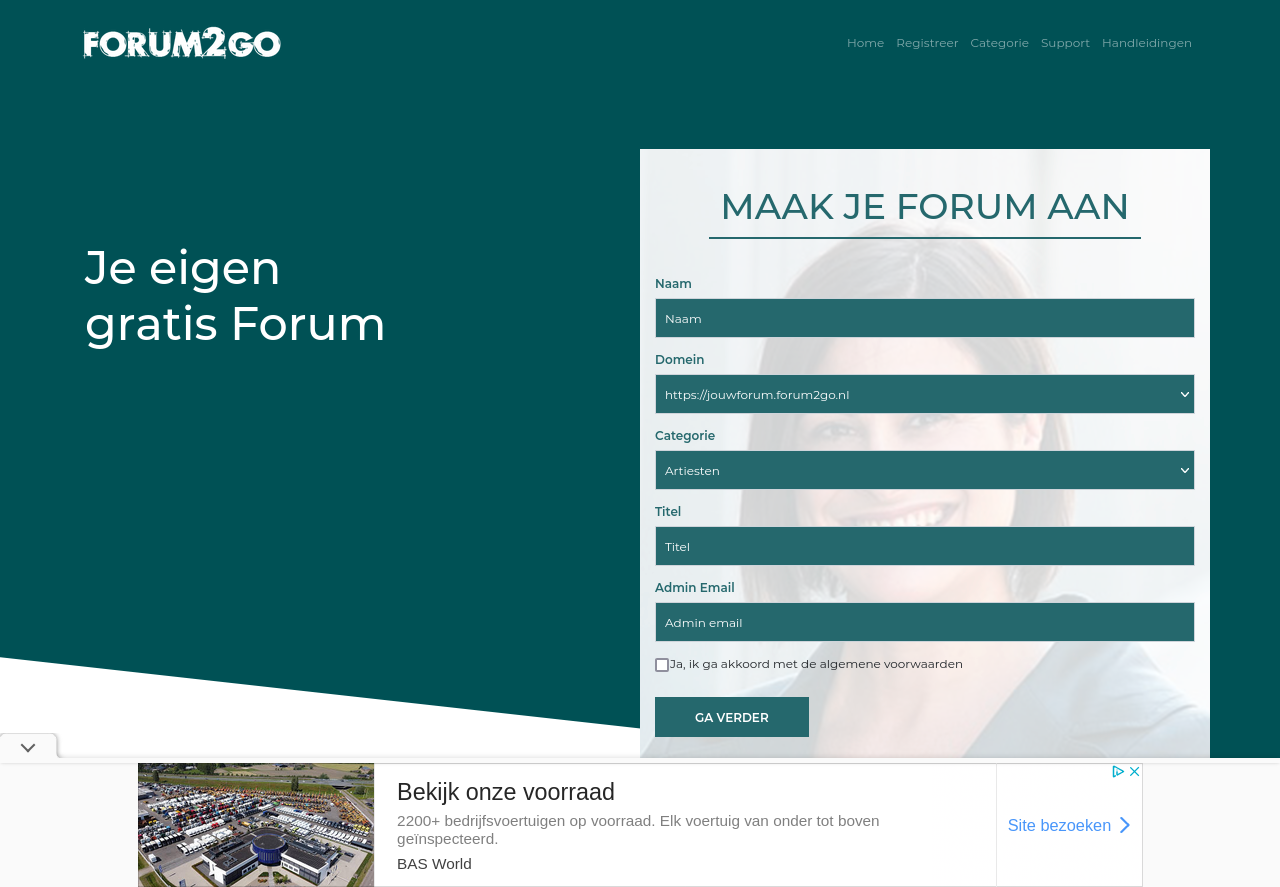 FORUM2GO
Home Registreer Categorie Support Handleidingen
Je eigen
gratis Forum
MAAK JE FORUM AAN
Naam
Naam
Domein
https://jouwforum.forum2go.nl
Categorie
Artiesten
Titel
Titel
Admin Email
Admin email
Ja, ik ga akkoord met de algemene voorwaarden
GA VERDER
Bekijk onze voorraad
2200+ bedrijfsvoertuigen op voorraad. Elk voertuig van onder tot boven
geïnspecteerd.
BAS World
Site bezoeken